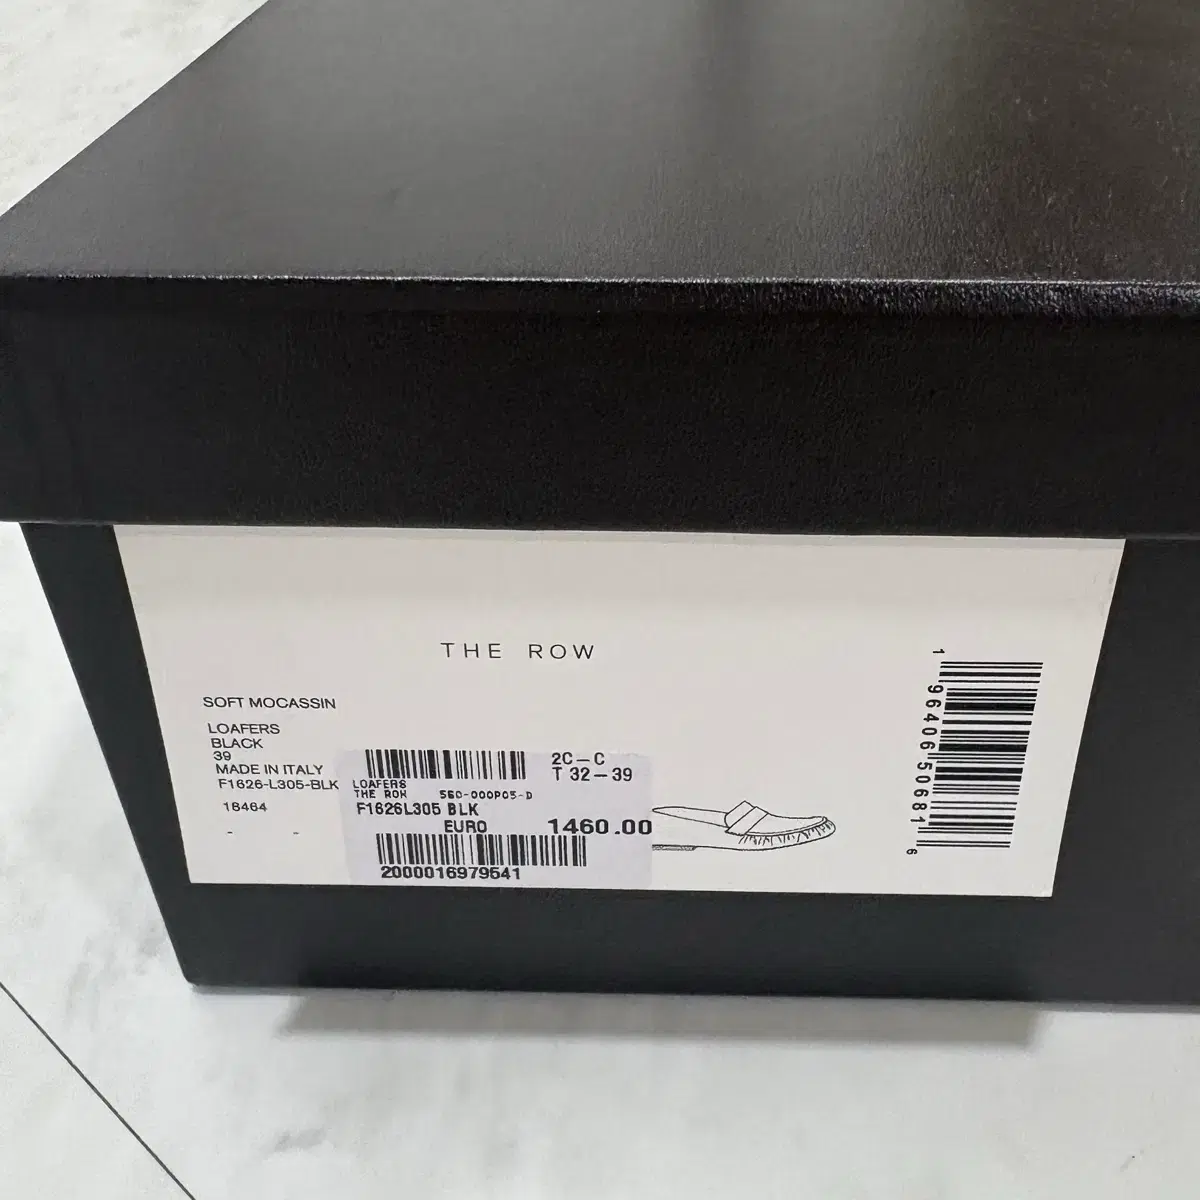 THE ROW
SOFT MOCASSIN
LOAFERS
BLACK
39
MADE IN ITALY
F1626-L305-BLK
16464
2C-C
T 32-39
LOAFERS
THE ROW 560-000P05-D
F1626L305 BLK
EURO 1460.00
2000016979541
1 96406 50681 6